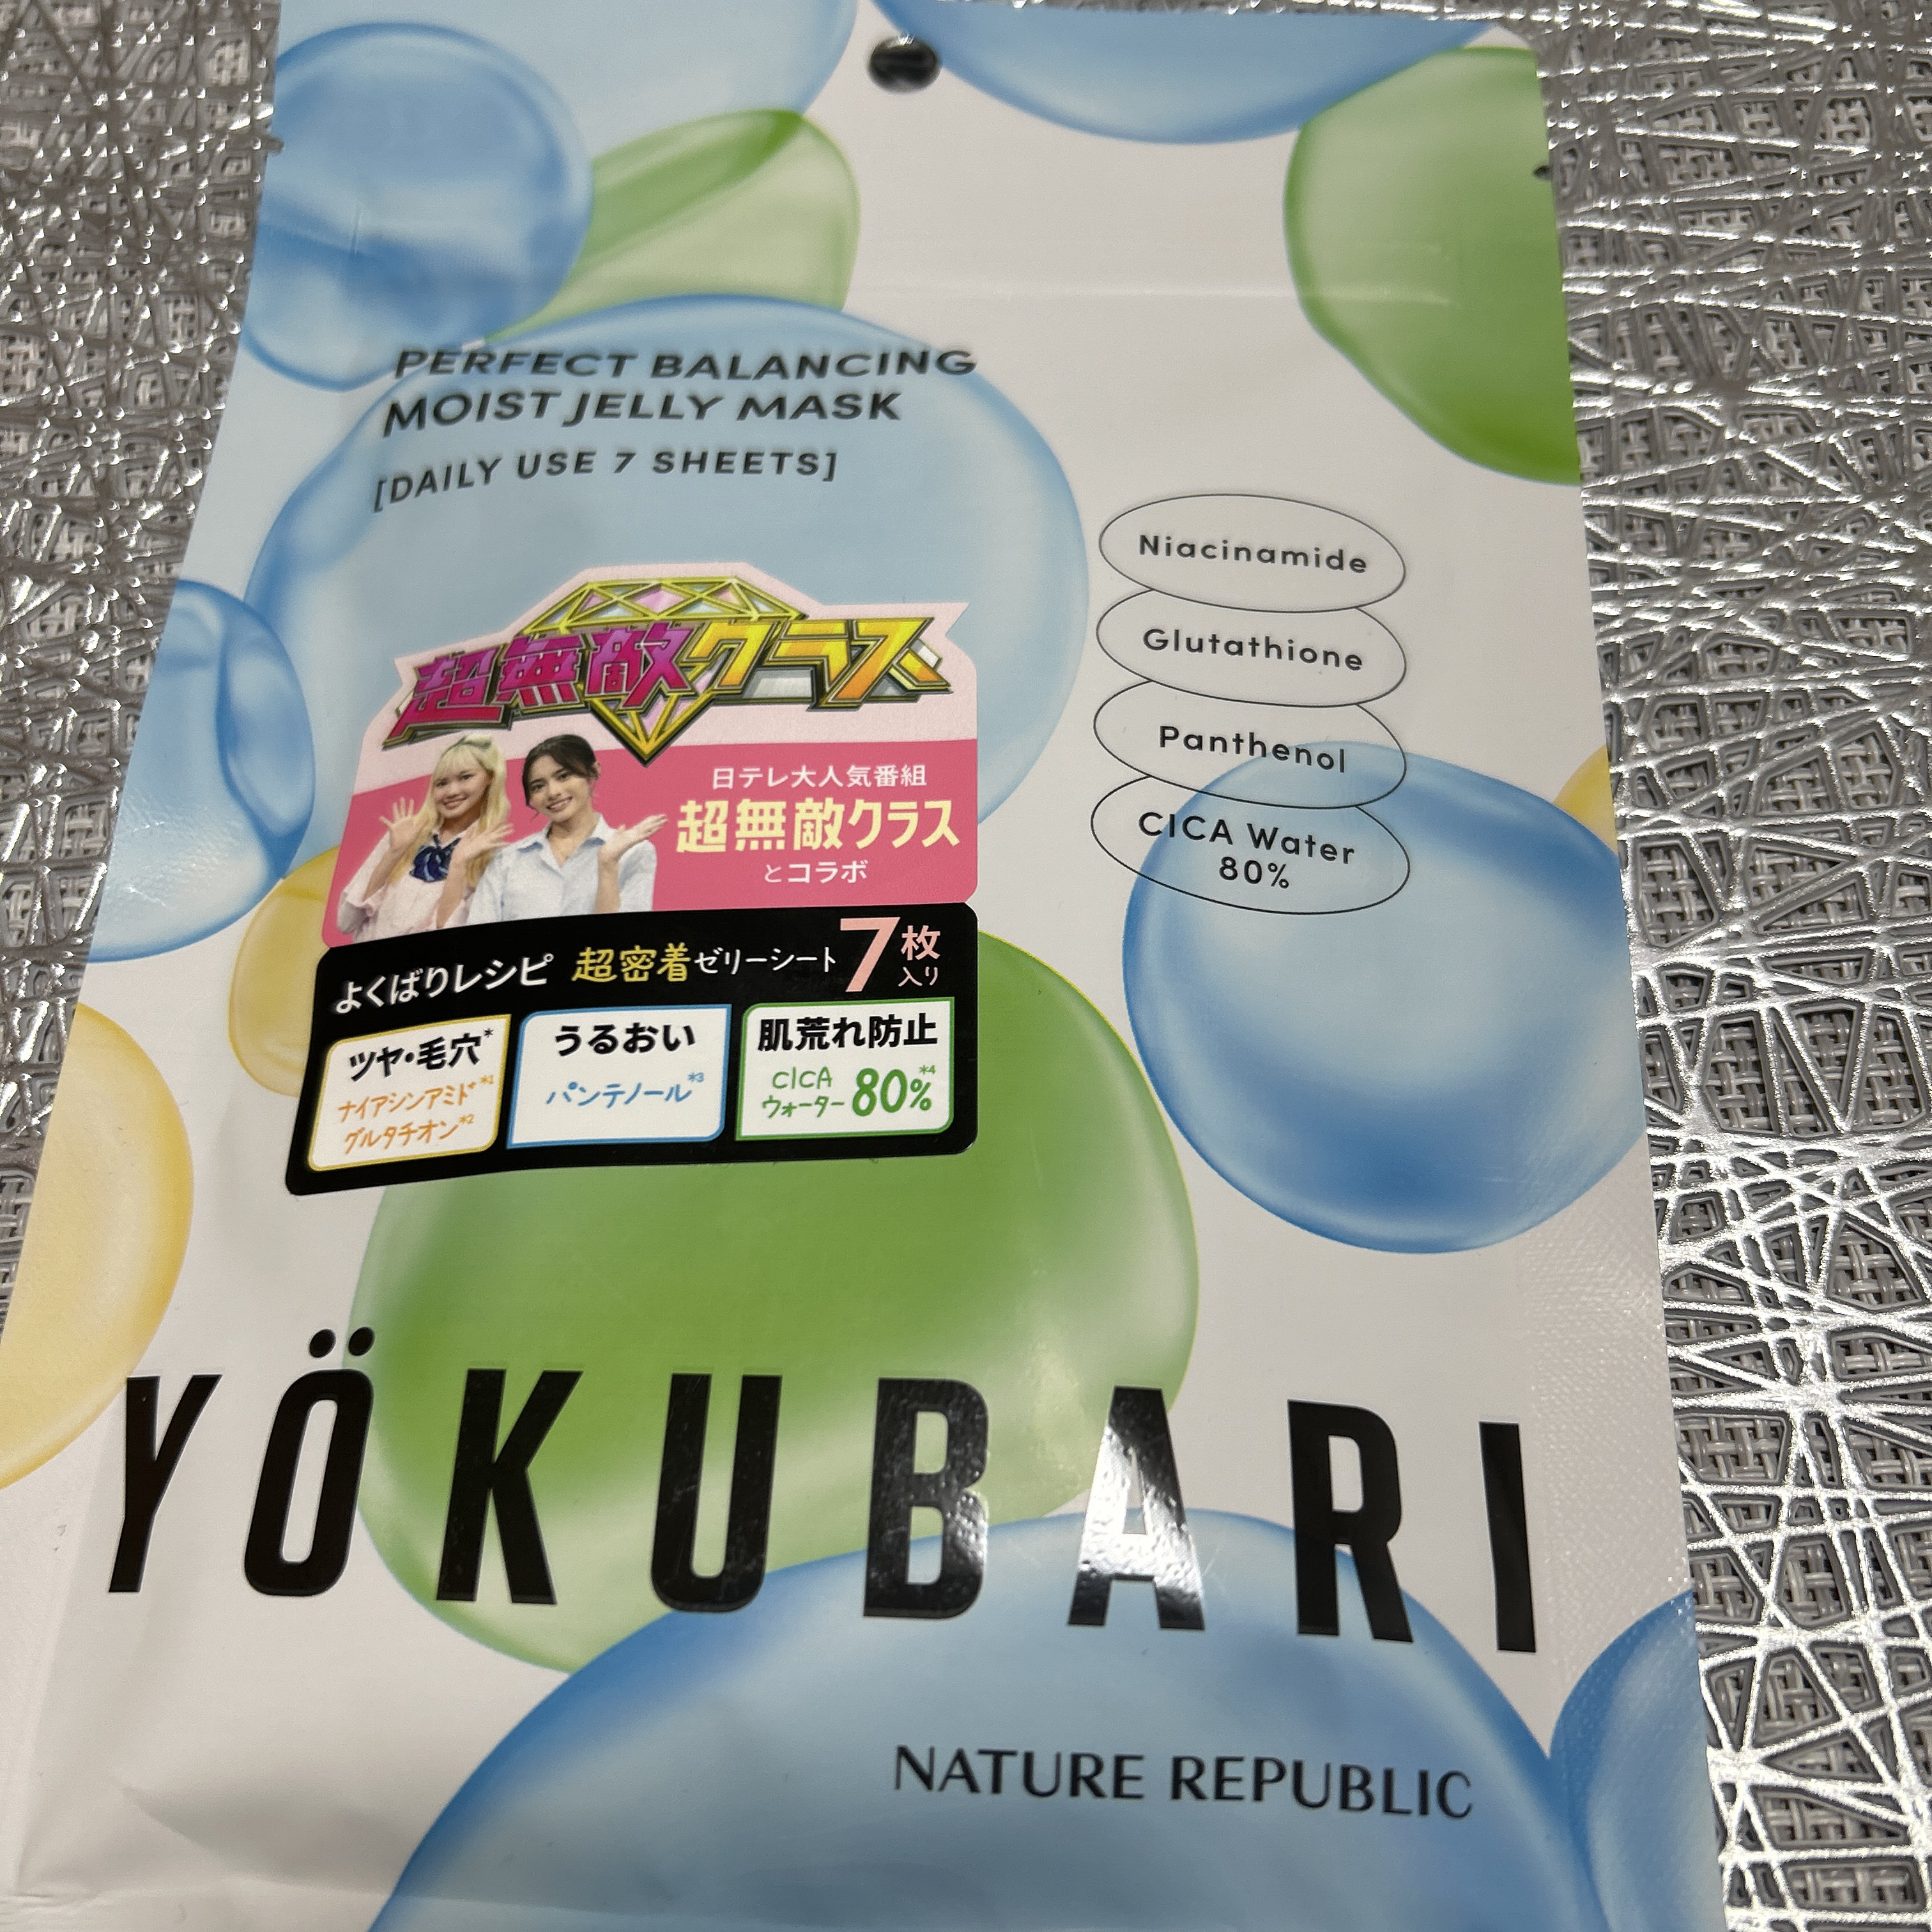 PERFECT BALANCING
MOIST JELLY MASK
[DAILY USE 7 SHEETS]
Niacinamide
Glutathione
Panthenol
CICA Water
80%
超無敵クラス
日テレ大人気番組
超無敵クラス
とコラボ
よくばりレシピ 超密着ゼリーシート 7枚入り
ツヤ・毛穴*
ナイアシンアミド*1
グルタチオン*2
うるおい
パンテノール*3
肌荒れ防止
CICA
ウォーター 80%*4
YÖKUBARI
NATURE REPUBLIC